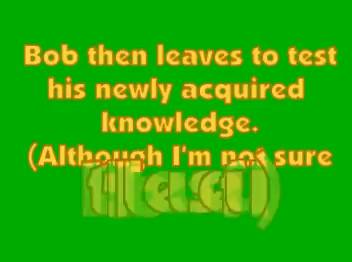 Bob then leaves to test
his newly acquired
knowledge.
(Although I'm not sure